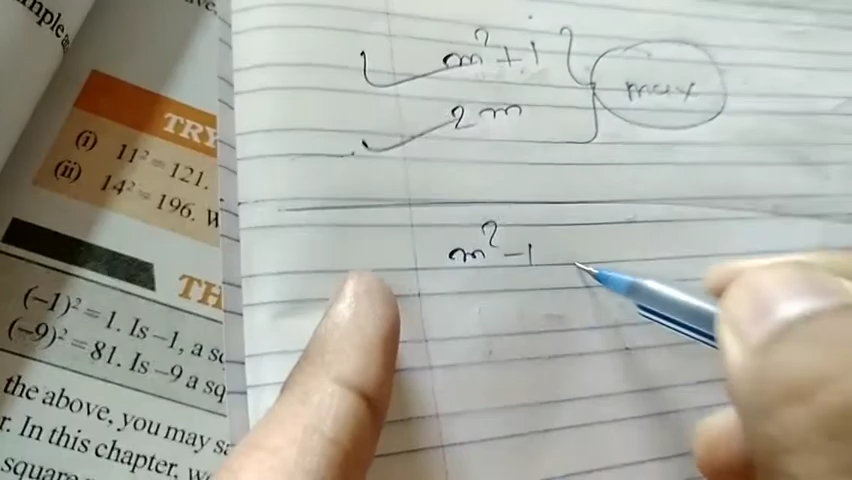 TRY
(i) 11² = 121.
(ii) 14² = 196. W
TH
(−1)² = 1. Is −1, a s
(−9)² = 81. Is −9 a sq
the above, you may s
r. In this chapter, w
square
m² + 1
2m
max
m² − 1